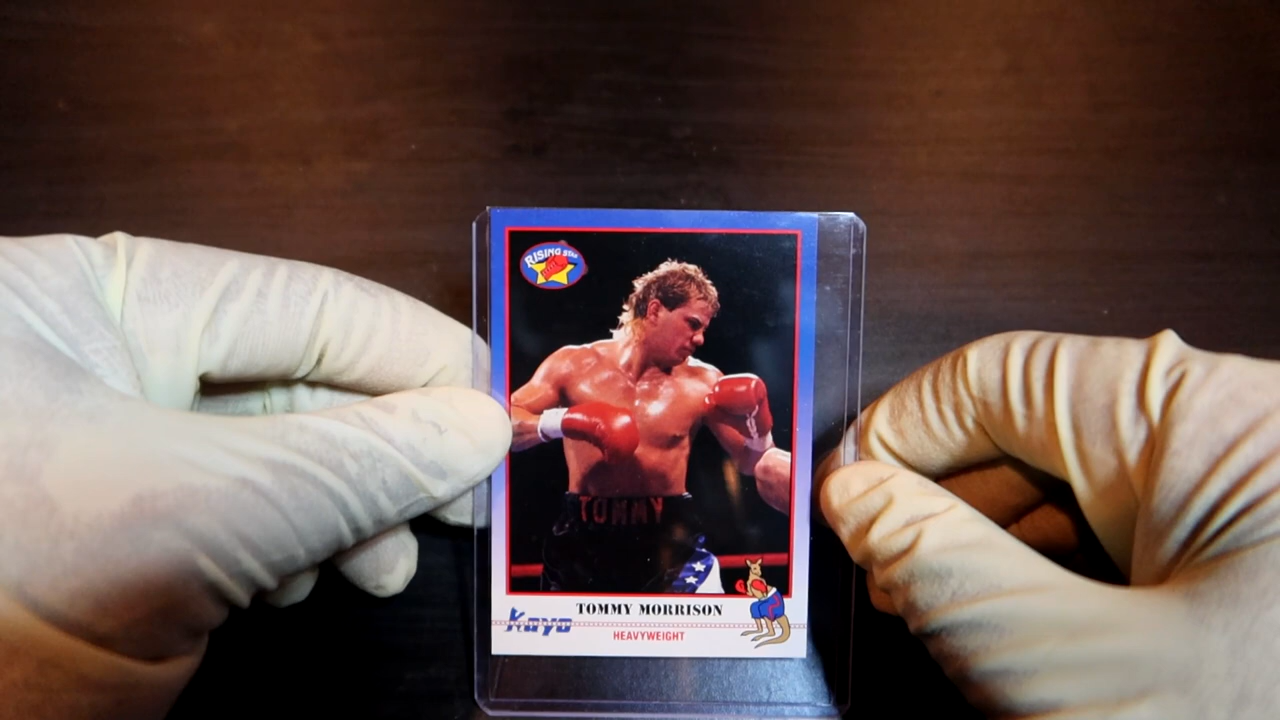 RISING STAR
TOMMY
TOMMY MORRISON
Kayo
HEAVYWEIGHT